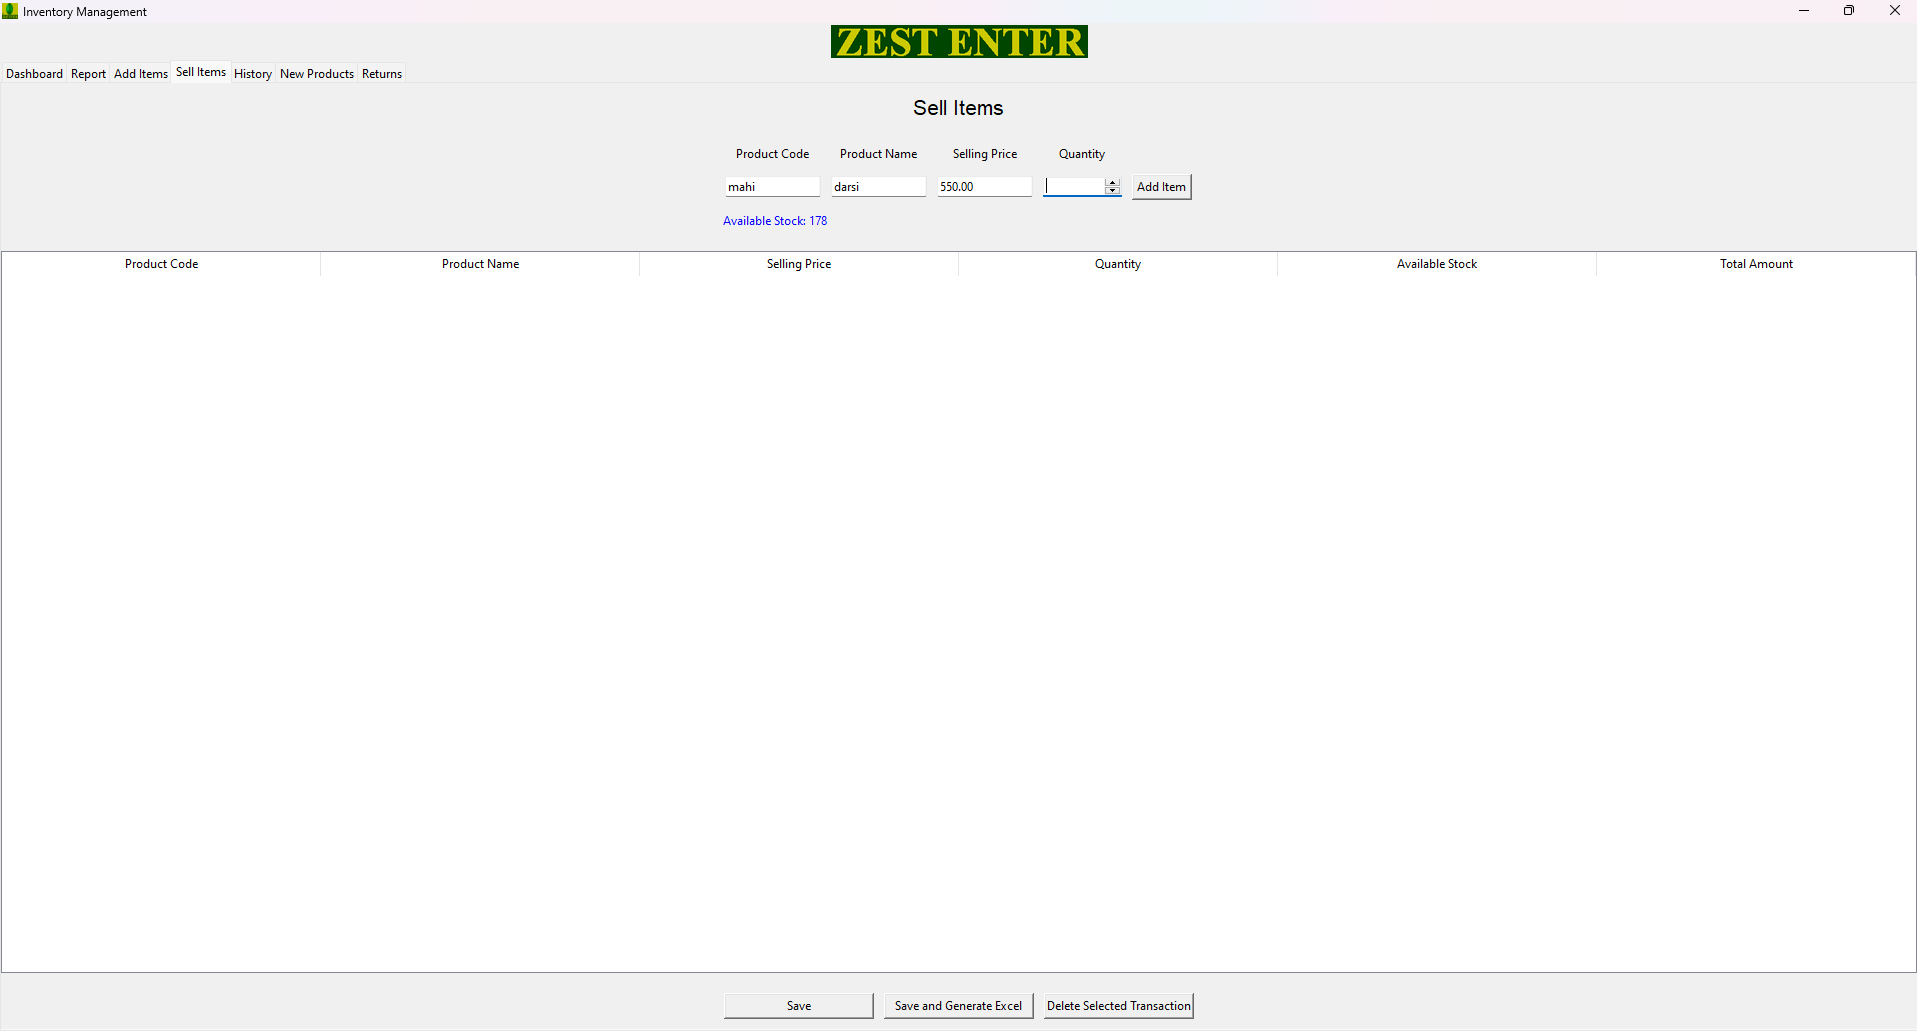 Inventory Management
ZEST ENTER
Dashboard Report Add Items Sell Items History New Products Returns
Sell Items
Product Code Product Name Selling Price Quantity
mahi darsi 550.00 Add Item
Available Stock: 178
Product Code Product Name Selling Price Quantity Available Stock Total Amount
Save Save and Generate Excel Delete Selected Transaction